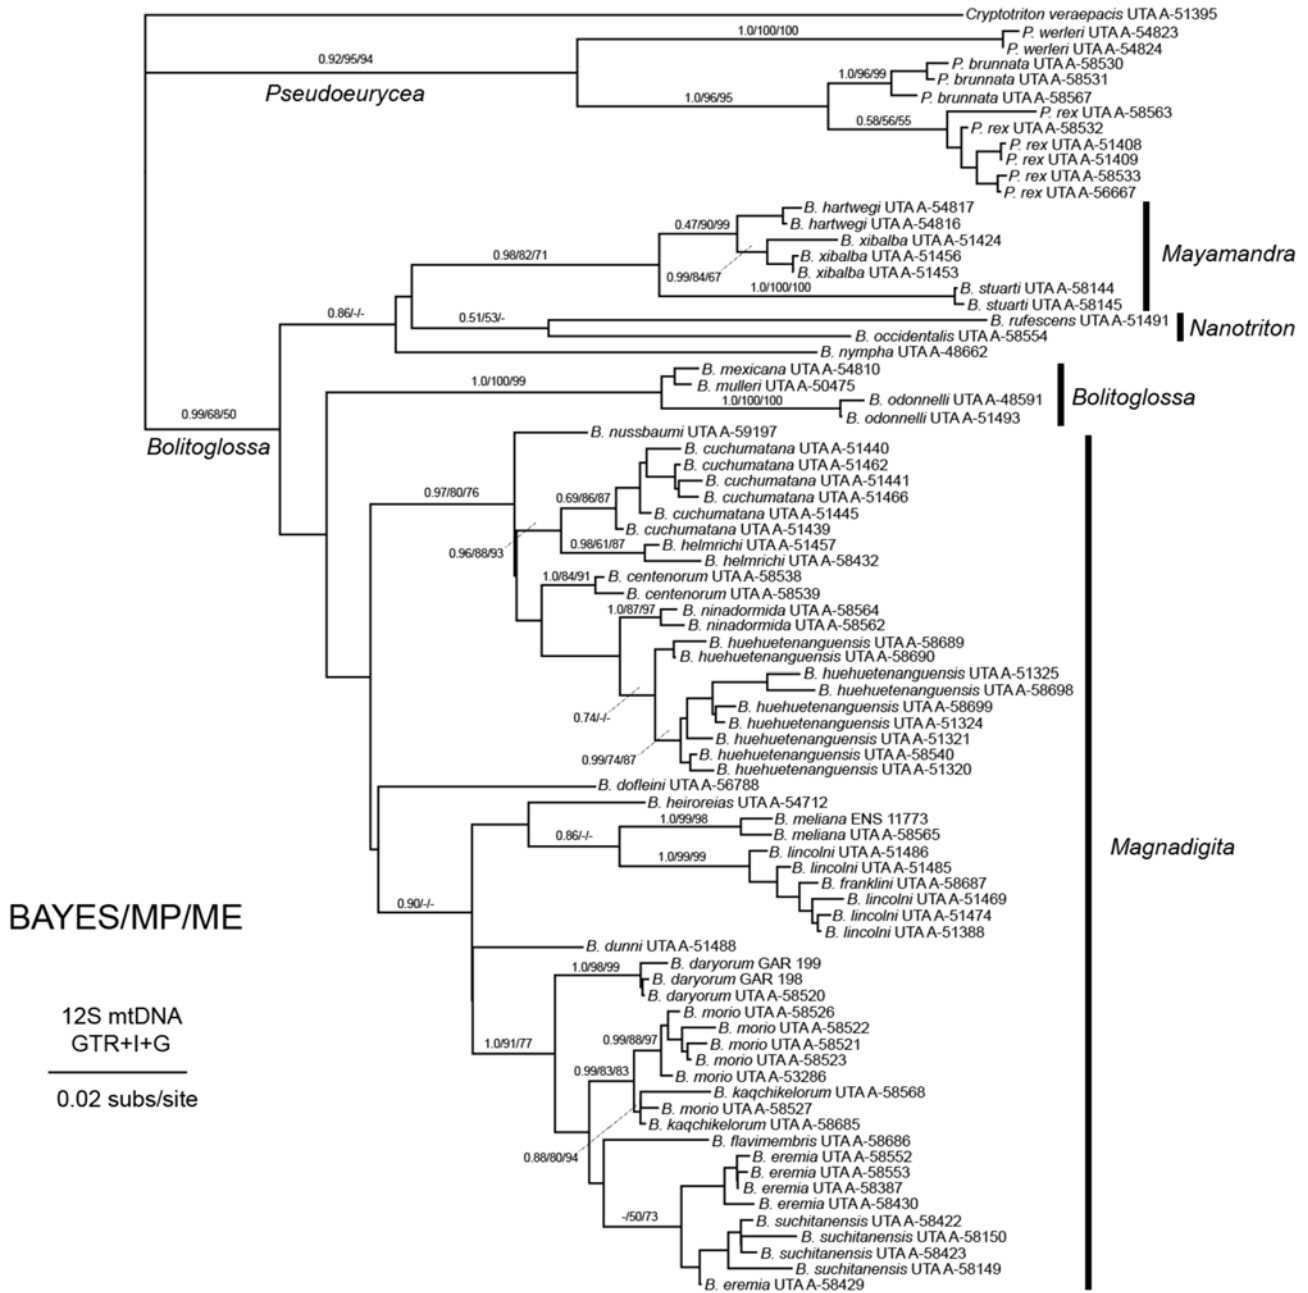 Cryptotriton veraepacis UTA A-51395
1.0/100/100
P. werleri UTA A-54823
P. werleri UTA A-54824
0.92/95/94
Pseudoeurycea
P. brunnata UTA A-58530
1.0/96/99
P. brunnata UTA A-58531
1.0/96/95
P. brunnata UTA A-58567
P. rex UTA A-58563
0.58/56/55
P. rex UTA A-58532
P. rex UTA A-51408
P. rex UTA A-51409
P. rex UTA A-58533
P. rex UTA A-56667
B. hartwegi UTA A-54817
0.47/90/99
B. hartwegi UTA A-54816
B. xibalba UTA A-51424
0.98/82/71
B. xibalba UTA A-51456
Mayamandra
0.99/84/67
B. xibalba UTA A-51453
1.0/100/100
B. stuarti UTA A-58144
B. stuarti UTA A-58145
0.86/-/-
0.51/53/-
B. rufescens UTA A-51491
Nanotriton
B. occidentalis UTA A-58554
B. nympha UTA A-48662
B. mexicana UTA A-54810
1.0/100/99
B. mulleri UTA A-50475
1.0/100/100
B. odonnelli UTA A-48591
Bolitoglossa
B. odonnelli UTA A-51493
0.99/68/50
Bolitoglossa
B. nussbaumi UTA A-59197
B. cuchumatana UTA A-51440
B. cuchumatana UTA A-51462
B. cuchumatana UTA A-51441
0.97/80/76
0.69/86/87
B. cuchumatana UTA A-51466
B. cuchumatana UTA A-51445
B. cuchumatana UTA A-51439
0.96/88/93
0.98/61/87
B. helmrichi UTA A-51457
B. helmrichi UTA A-58432
1.0/84/91
B. centenorum UTA A-58538
B. centenorum UTA A-58539
1.0/87/97
B. ninadormida UTA A-58564
B. ninadormida UTA A-58562
B. huehuetenanguensis UTA A-58689
B. huehuetenanguensis UTA A-58690
B. huehuetenanguensis UTA A-51325
B. huehuetenanguensis UTA A-58698
B. huehuetenanguensis UTA A-58699
0.74/-/-
B. huehuetenanguensis UTA A-51324
B. huehuetenanguensis UTA A-51321
0.99/74/87
B. huehuetenanguensis UTA A-58540
B. huehuetenanguensis UTA A-51320
B. dofleini UTA A-56788
B. heiroreias UTA A-54712
1.0/99/98
B. meliana ENS 11773
0.86/-/-
B. meliana UTA A-58565
Magnadigita
1.0/99/99
B. lincolni UTA A-51486
B. lincolni UTA A-51485
B. franklini UTA A-58687
B. lincolni UTA A-51469
0.90/-/-
B. lincolni UTA A-51474
B. lincolni UTA A-51388
BAYES/MP/ME
B. dunni UTA A-51488
1.0/98/99
B. daryorum GAR 199
B. daryorum GAR 198
B. daryorum UTA A-58520
12S mtDNA
B. morio UTA A-58526
B. morio UTA A-58522
GTR+I+G
1.0/91/77
0.99/88/97
B. morio UTA A-58521
B. morio UTA A-58523
0.99/83/83
B. morio UTA A-53286
0.02 subs/site
B. kaqchikelorum UTA A-58568
B. morio UTA A-58527
B. kaqchikelorum UTA A-58685
0.88/80/94
B. flavimembris UTA A-58686
B. eremia UTA A-58552
B. eremia UTA A-58553
B. eremia UTA A-58387
B. eremia UTA A-58430
-/50/73
B. suchitanensis UTA A-58422
B. suchitanensis UTA A-58150
B. suchitanensis UTA A-58423
B. suchitanensis UTA A-58149
B. eremia UTA A-58429